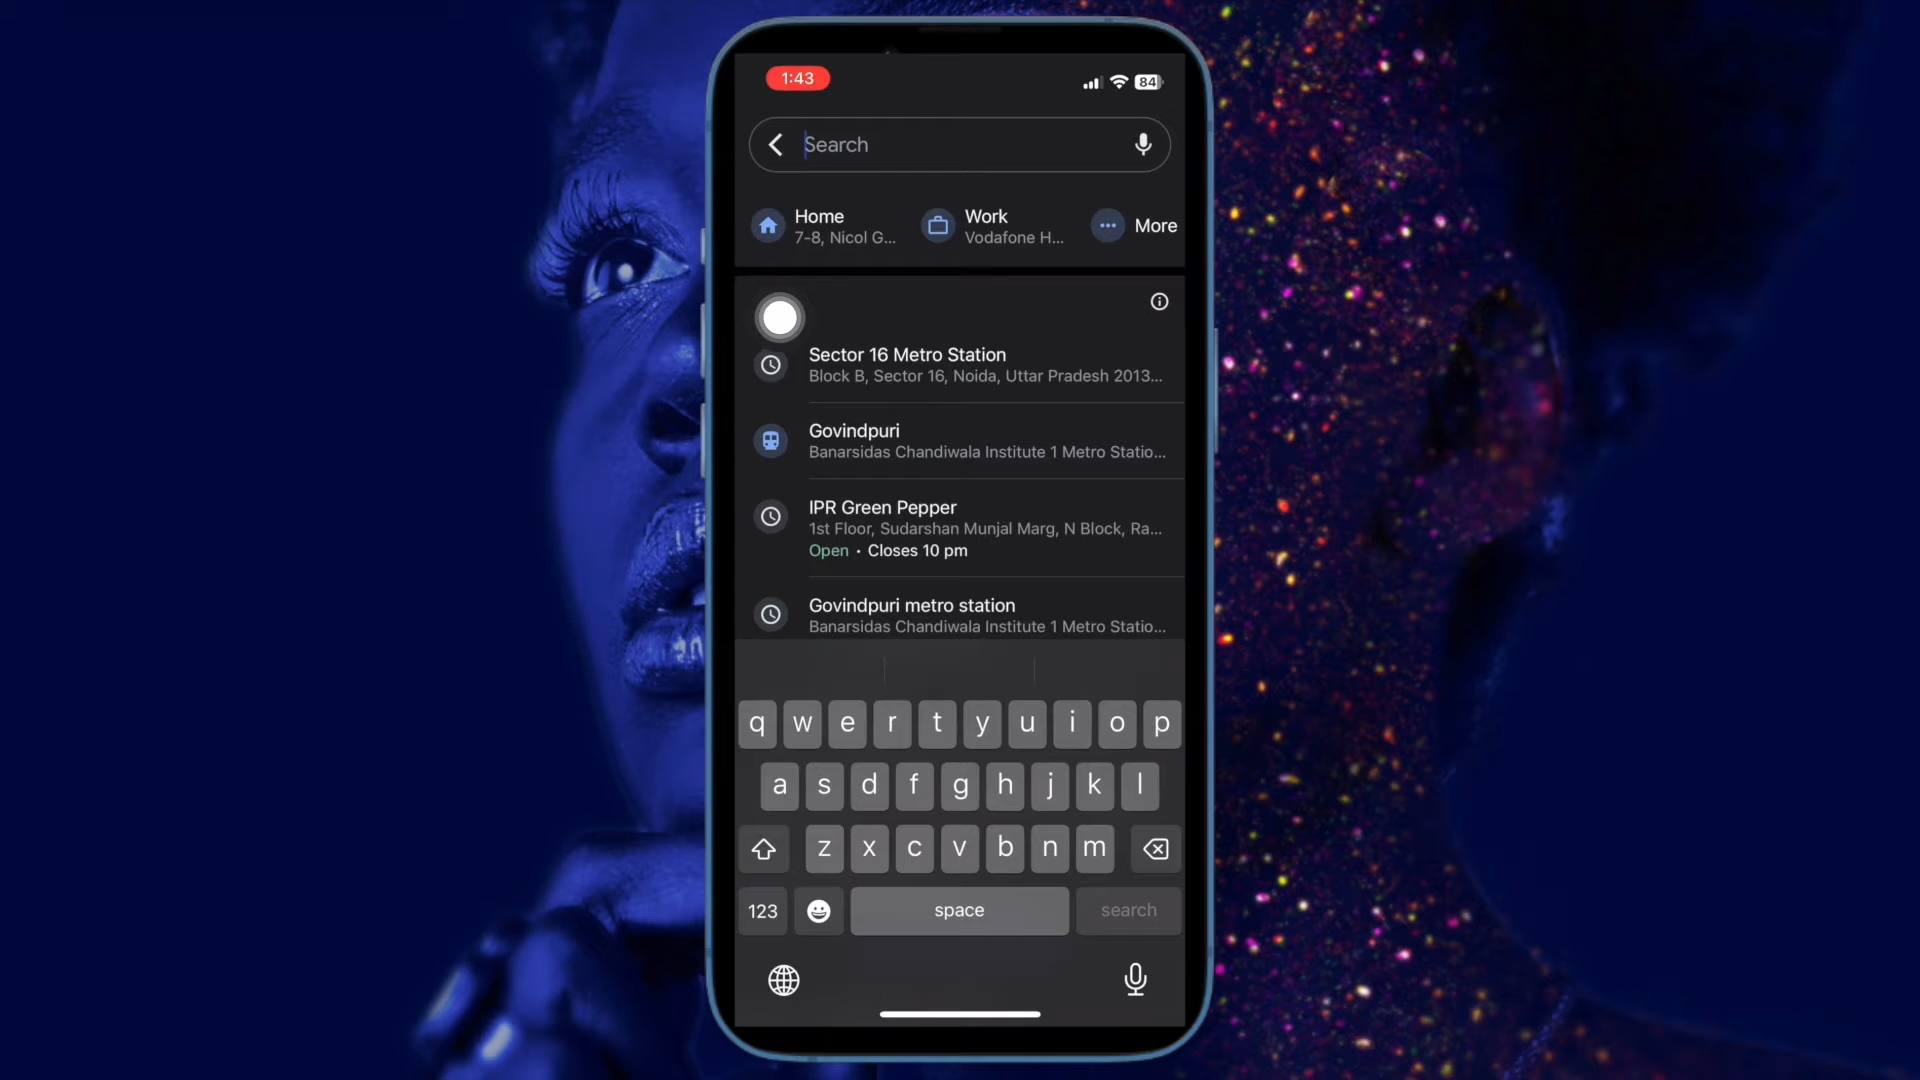 1:43
84
Search
Home
7-8, Nicol G...
Work
Vodafone H...
More
Sector 16 Metro Station
Block B, Sector 16, Noida, Uttar Pradesh 2013...
Govindpuri
Banarsidas Chandiwala Institute 1 Metro Statio...
IPR Green Pepper
1st Floor, Sudarshan Munjal Marg, N Block, Ra...
Open · Closes 10 pm
Govindpuri metro station
Banarsidas Chandiwala Institute 1 Metro Statio...
q w e r t y u i o p
a s d f g h j k l
z x c v b n m
123 space search